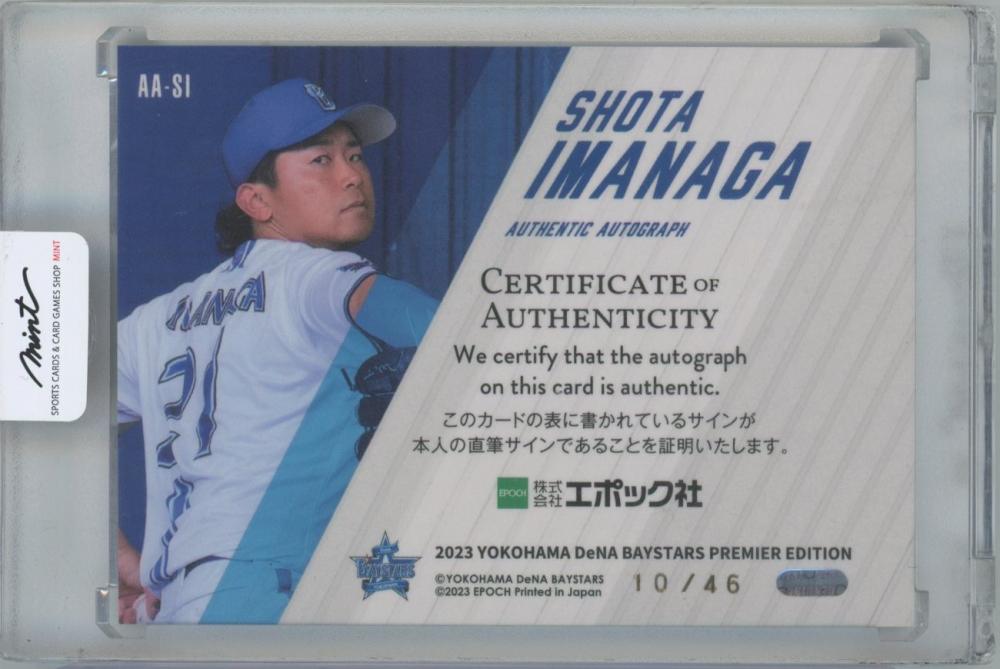 AA-SI
SHOTA
IMANAGA
AUTHENTIC AUTOGRAPH
CERTIFICATE OF
AUTHENTICITY
We certify that the autograph
on this card is authentic.
このカードの表に書かれているサインが
本人の直筆サインであることを証明いたします。
EPOCH 株式会社 エポック社
2023 YOKOHAMA DeNA BAYSTARS PREMIER EDITION
©YOKOHAMA DeNA BAYSTARS
©2023 EPOCH Printed in Japan
10/46
BAYSTARS
IMANAGA
21
mint
SPORTS CARDS & CARD GAMES SHOP MINT